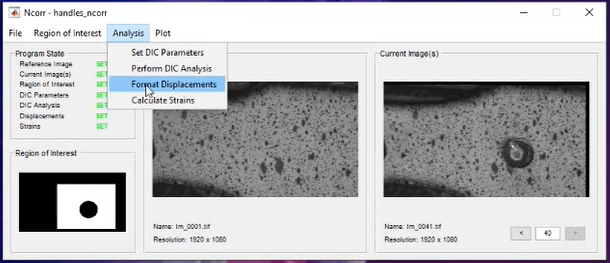 Ncorr - handles_ncorr
File Region of Interest Analysis Plot
Set DIC Parameters
Perform DIC Analysis
Format Displacements
Calculate Strains
Program State
Reference Image SET
Current Image(s) SET
Region of Interest SET
DIC Parameters SET
DIC Analysis SET
Displacements SET
Strains SET
Region of Interest
Name: Im_0001.tif
Resolution: 1920 x 1080
Current Image(s)
Name: Im_0041.tif
Resolution: 1920 x 1080
< 40 >